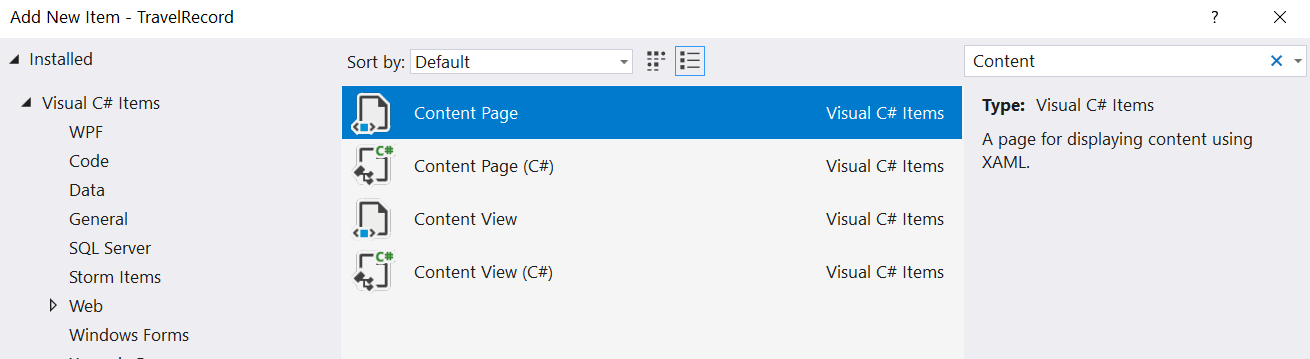 Add New Item - TravelRecord
?
Installed
Visual C# Items
WPF
Code
Data
General
SQL Server
Storm Items
Web
Windows Forms
Sort by: Default
Content Page Visual C# Items
C# Content Page (C#) Visual C# Items
Content View Visual C# Items
C# Content View (C#) Visual C# Items
Content
Type: Visual C# Items
A page for displaying content using
XAML.